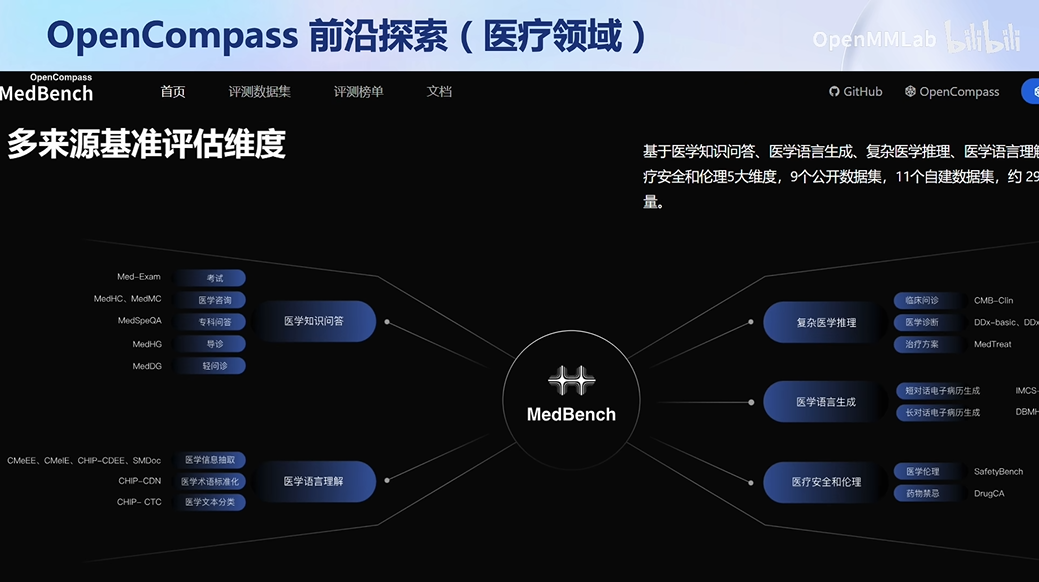 OpenCompass 前沿探索（医疗领域）
OpenMMLab bilibili
OpenCompass
MedBench
首页 评测数据集 评测榜单 文档 GitHub OpenCompass
多来源基准评估维度
基于医学知识问答、医学语言生成、复杂医学推理、医学语言理解
疗安全和伦理5大维度，9个公开数据集，11个自建数据集，约 29
量。
Med-Exam 考试
MedHC、MedMC 医学咨询
MedSpeQA 专科问答
MedHG 导诊
MedDG 轻问诊
医学知识问答
CMeEE、CMeIE、CHIP-CDEE、SMDoc 医学信息抽取
CHIP-CDN 医学术语标准化
CHIP- CTC 医学文本分类
医学语言理解
MedBench
复杂医学推理
临床问诊 CMB-Clin
医学诊断 DDx-basic、DDx
治疗方案 MedTreat
医学语言生成
短对话电子病历生成 IMCS-
长对话电子病历生成 DBMH
医疗安全和伦理
医学伦理 SafetyBench
药物禁忌 DrugCA